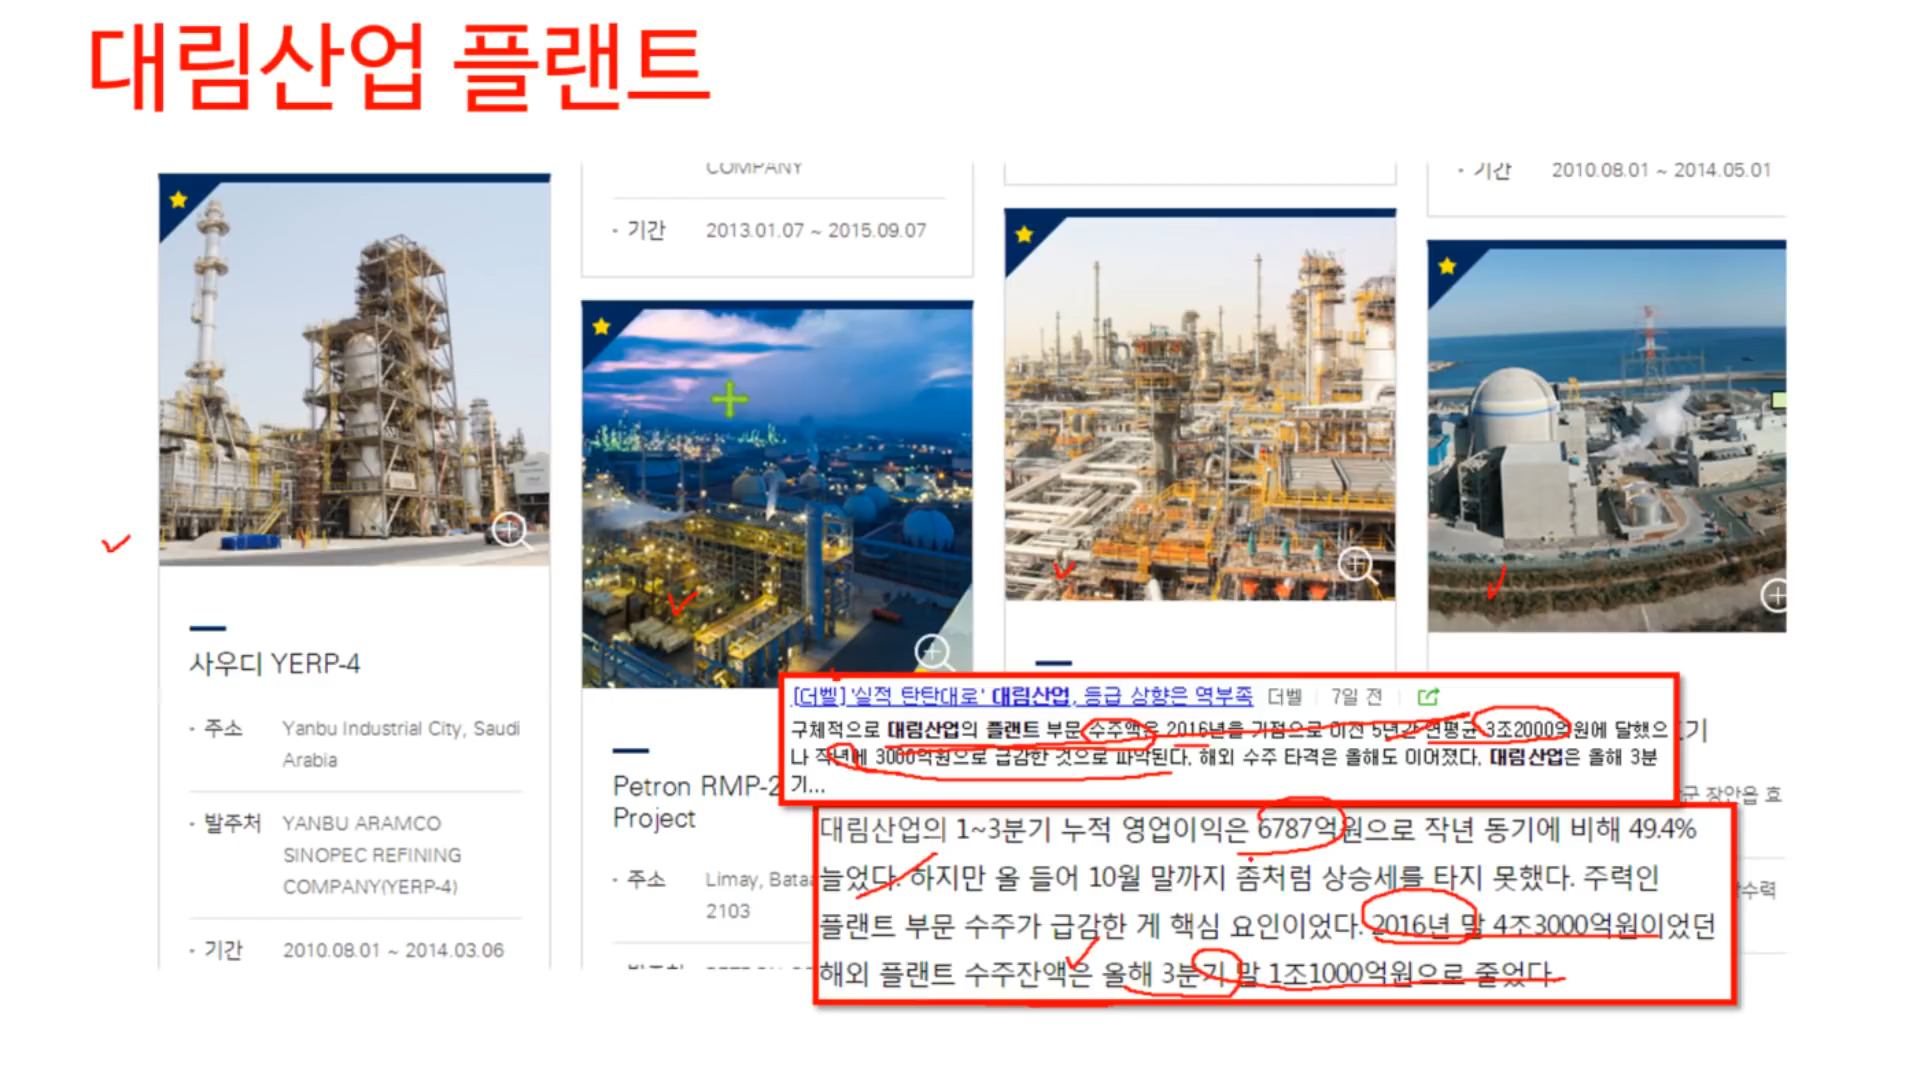 대림산업 플랜트
사우디 YERP-4
· 주소 Yanbu Industrial City, Saudi
Arabia
· 발주처 YANBU ARAMCO
SINOPEC REFINING
COMPANY(YERP-4)
· 기간 2010.08.01 ~ 2014.03.06
COMPANY
· 기간 2013.01.07 ~ 2015.09.07
Petron RMP-2
Project
· 주소 Limay,
2103
· 기간 2010.08.01 ~ 2014.05.01
장안읍 효
수력
[더벨]'실적 탄탄대로' 대림산업, 등급 상향은 역부족 더벨 7일 전
구체적으로 대림산업의 플랜트 부문 수주액은 2016년을 기점으로 이전 5년간 연평균 3조2000억원에 달했으
나 작년에 3000억원으로 급감한 것으로 파악된다. 해외 수주 타격은 올해도 이어졌다. 대림산업은 올해 3분
기...
대림산업의 1~3분기 누적 영업이익은 6787억원으로 작년 동기에 비해 49.4%
늘었다. 하지만 올 들어 10월 말까지 좀처럼 상승세를 타지 못했다. 주력인
플랜트 부문 수주가 급감한 게 핵심 요인이었다. 2016년 말 4조3000억원이었던
해외 플랜트 수주잔액은 올해 3분기 말 1조1000억원으로 줄었다.